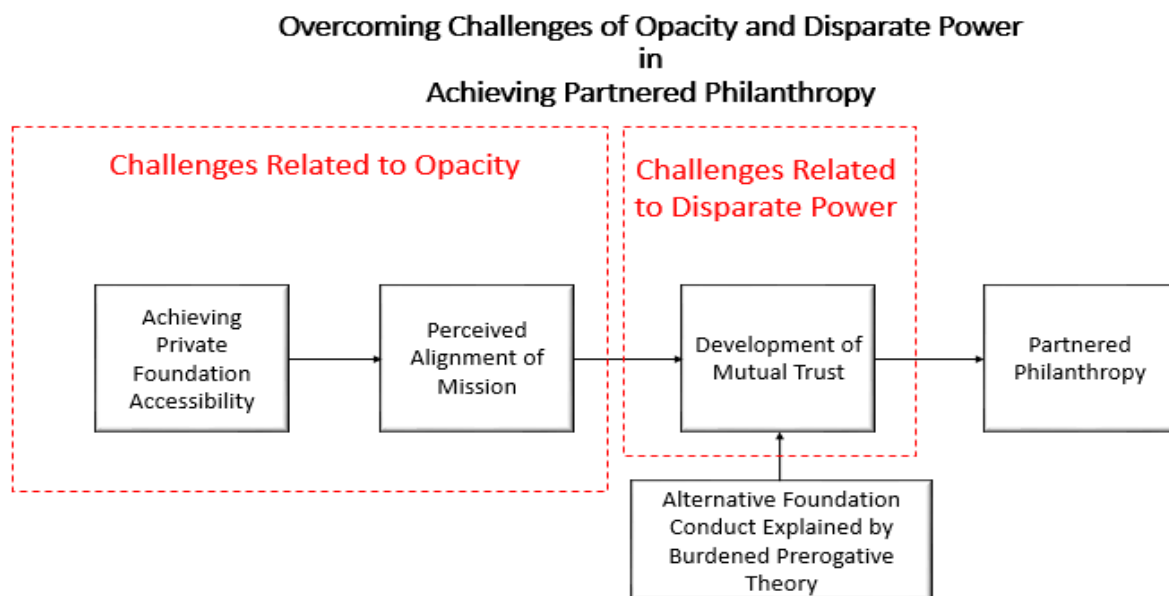 Overcoming Challenges of Opacity and Disparate Power
in
Achieving Partnered Philanthropy
Challenges Related to Opacity
Challenges Related
to Disparate Power
Achieving
Private
Foundation
Accessibility
Perceived
Alignment of
Mission
Development of
Mutual Trust
Partnered
Philanthropy
Alternative Foundation
Conduct Explained by
Burdened Prerogative
Theory